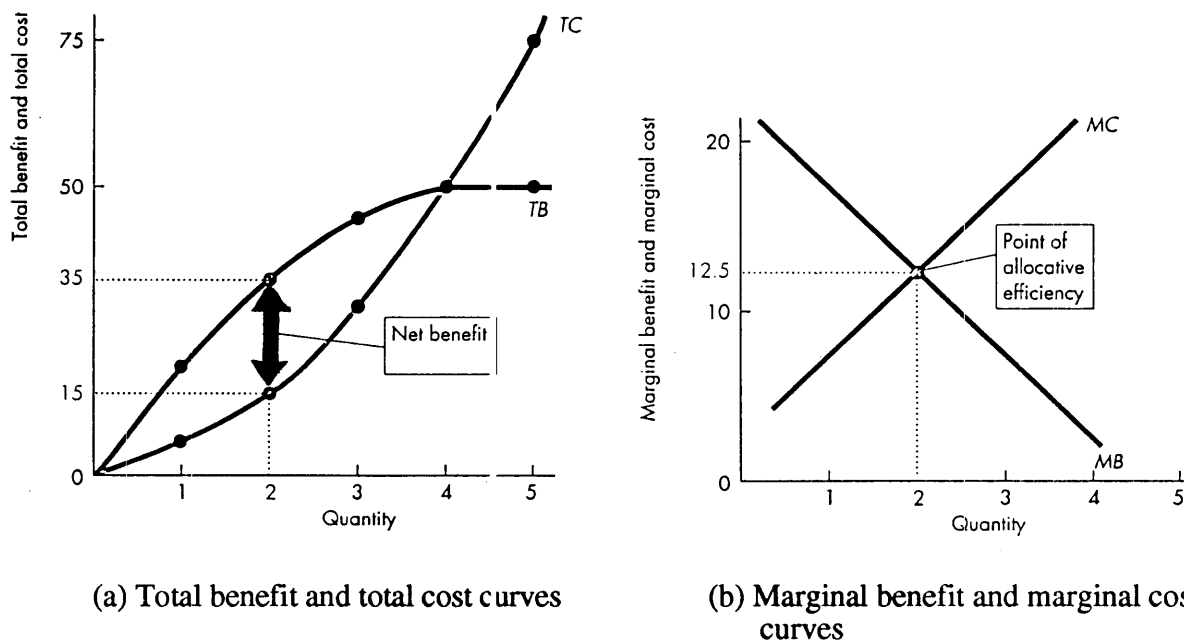 Total benefit and total cost
75
50
35
15
0
TC
TB
Net benefit
1 2 3 4 5
Quantity
(a) Total benefit and total cost curves
Marginal benefit and marginal cost
20
12.5
10
0
MC
Point of
allocative
efficiency
MB
1 2 3 4 5
Quantity
(b) Marginal benefit and marginal cos
curves